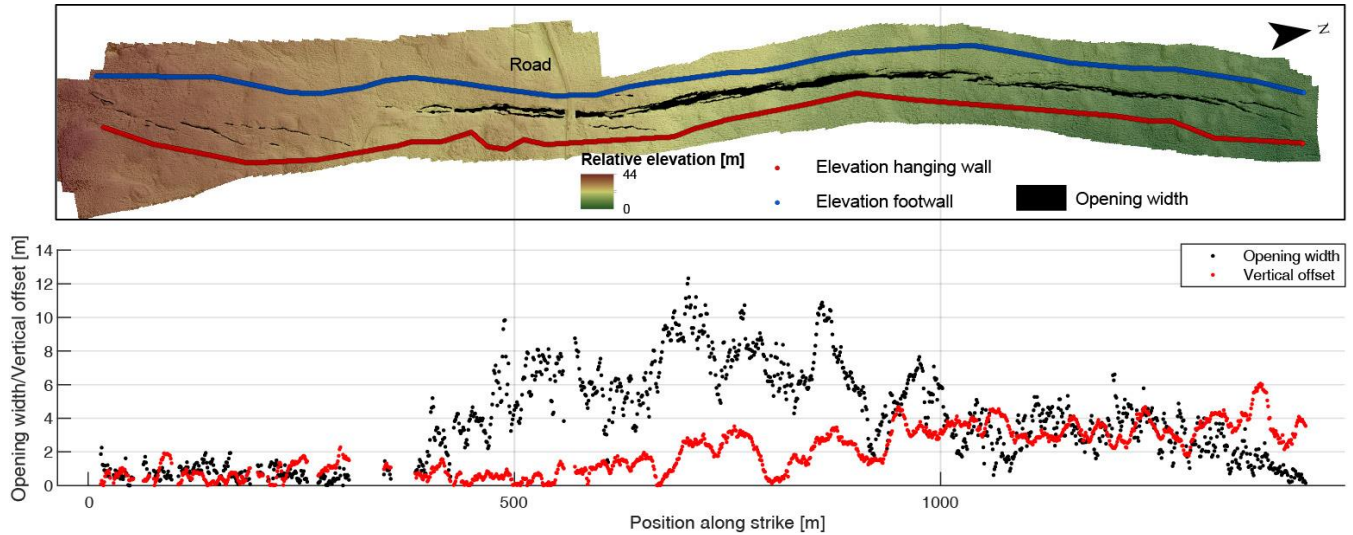 Road
N
Relative elevation [m]
44
0
Elevation hanging wall
Elevation footwall
Opening width
Opening width/Vertical offset [m]
14
12
10
8
6
4
2
0
Opening width
Vertical offset
0
500
1000
Position along strike [m]